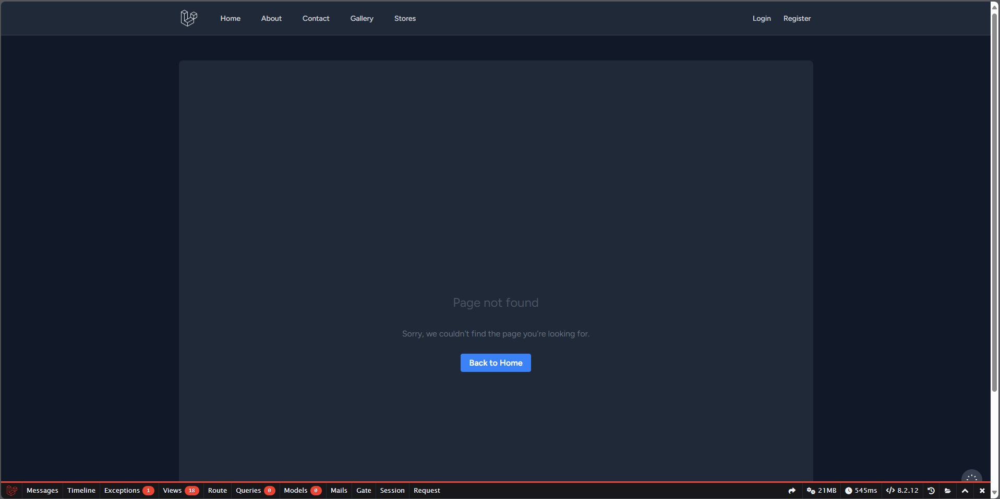 Home About Contact Gallery Stores Login Register
Page not found
Sorry, we couldn't find the page you're looking for.
Back to Home
Messages Timeline Exceptions 1 Views 18 Route Queries 0 Models 0 Mails Gate Session Request 21MB 545ms 8.2.12